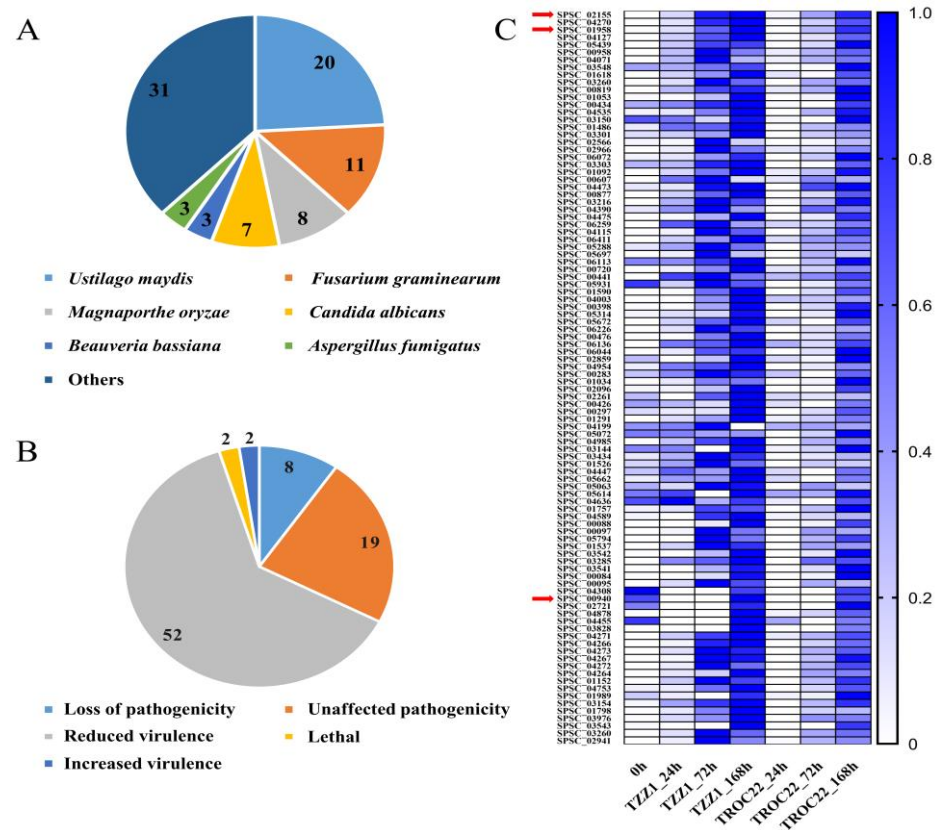 A
20
11
8
7
3
3
31
Ustilago maydis
Fusarium graminearum
Magnaporthe oryzae
Candida albicans
Beauveria bassiana
Aspergillus fumigatus
Others
B
2
2
8
19
52
Loss of pathogenicity
Unaffected pathogenicity
Reduced virulence
Lethal
Increased virulence
C
SPSC_02155
SPSC_04270
SPSC_01958
SPSC_04127
SPSC_05439
SPSC_00958
SPSC_04071
SPSC_03548
SPSC_01618
SPSC_03260
SPSC_00819
SPSC_01053
SPSC_00434
SPSC_04535
SPSC_03150
SPSC_01486
SPSC_03301
SPSC_02566
SPSC_02966
SPSC_06072
SPSC_03303
SPSC_01092
SPSC_00607
SPSC_04473
SPSC_00877
SPSC_03216
SPSC_04390
SPSC_04475
SPSC_06259
SPSC_04115
SPSC_06411
SPSC_05288
SPSC_05697
SPSC_06113
SPSC_00720
SPSC_00441
SPSC_05931
SPSC_01590
SPSC_04003
SPSC_00398
SPSC_05314
SPSC_05672
SPSC_06226
SPSC_00476
SPSC_06136
SPSC_06044
SPSC_02859
SPSC_04954
SPSC_00283
SPSC_01034
SPSC_02096
SPSC_02261
SPSC_00426
SPSC_00297
SPSC_01291
SPSC_04199
SPSC_05072
SPSC_04985
SPSC_03144
SPSC_03434
SPSC_01526
SPSC_04447
SPSC_05662
SPSC_05063
SPSC_05614
SPSC_04636
SPSC_01757
SPSC_04589
SPSC_00088
SPSC_00097
SPSC_05794
SPSC_01537
SPSC_03542
SPSC_03285
SPSC_03541
SPSC_00084
SPSC_00095
SPSC_04308
SPSC_00940
SPSC_02721
SPSC_04878
SPSC_04455
SPSC_03828
SPSC_04271
SPSC_04266
SPSC_04273
SPSC_04267
SPSC_04272
SPSC_04264
SPSC_01152
SPSC_04753
SPSC_01989
SPSC_03154
SPSC_01798
SPSC_03976
SPSC_03543
SPSC_03260
SPSC_02941
0h
TZZ1_24h
TZZ1_72h
TZZ1_168h
TROC22_24h
TROC22_72h
TROC22_168h
1.0
0.8
0.6
0.4
0.2
0